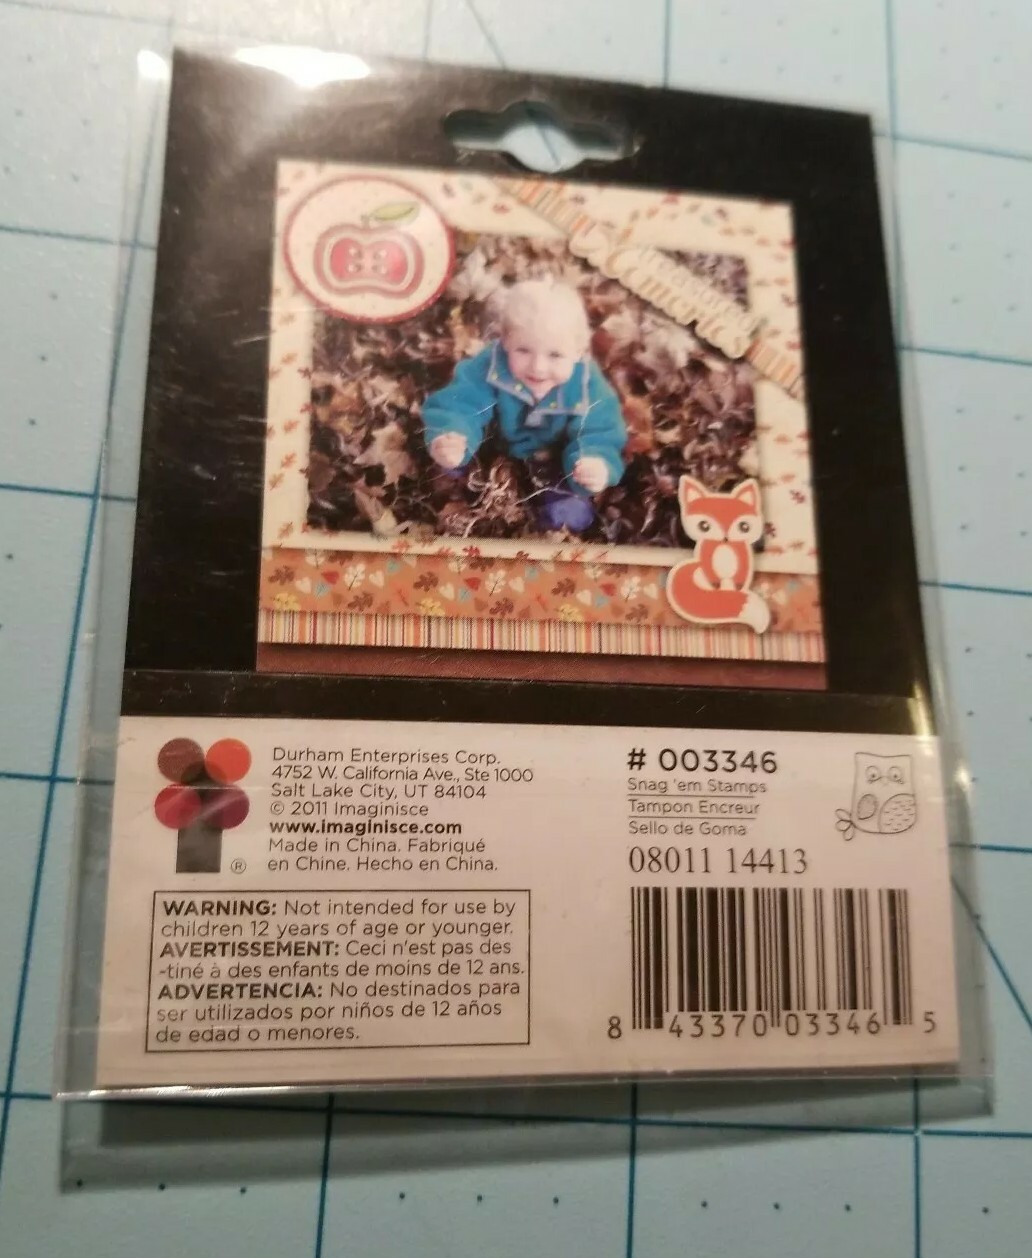 Treasured
Memories
Durham Enterprises Corp.
4752 W. California Ave., Ste 1000
Salt Lake City, UT 84104
© 2011 Imaginisce
www.imaginisce.com
Made in China. Fabriqué
en Chine. Hecho en China.
®
WARNING: Not intended for use by
children 12 years of age or younger.
AVERTISSEMENT: Ceci n'est pas des
-tiné à des enfants de moins de 12 ans.
ADVERTENCIA: No destinados para
ser utilizados por niños de 12 años
de edad o menores.
# 003346
Snag 'em Stamps
Tampon Encreur
Sello de Goma
08011 14413
8 43370 03346 5